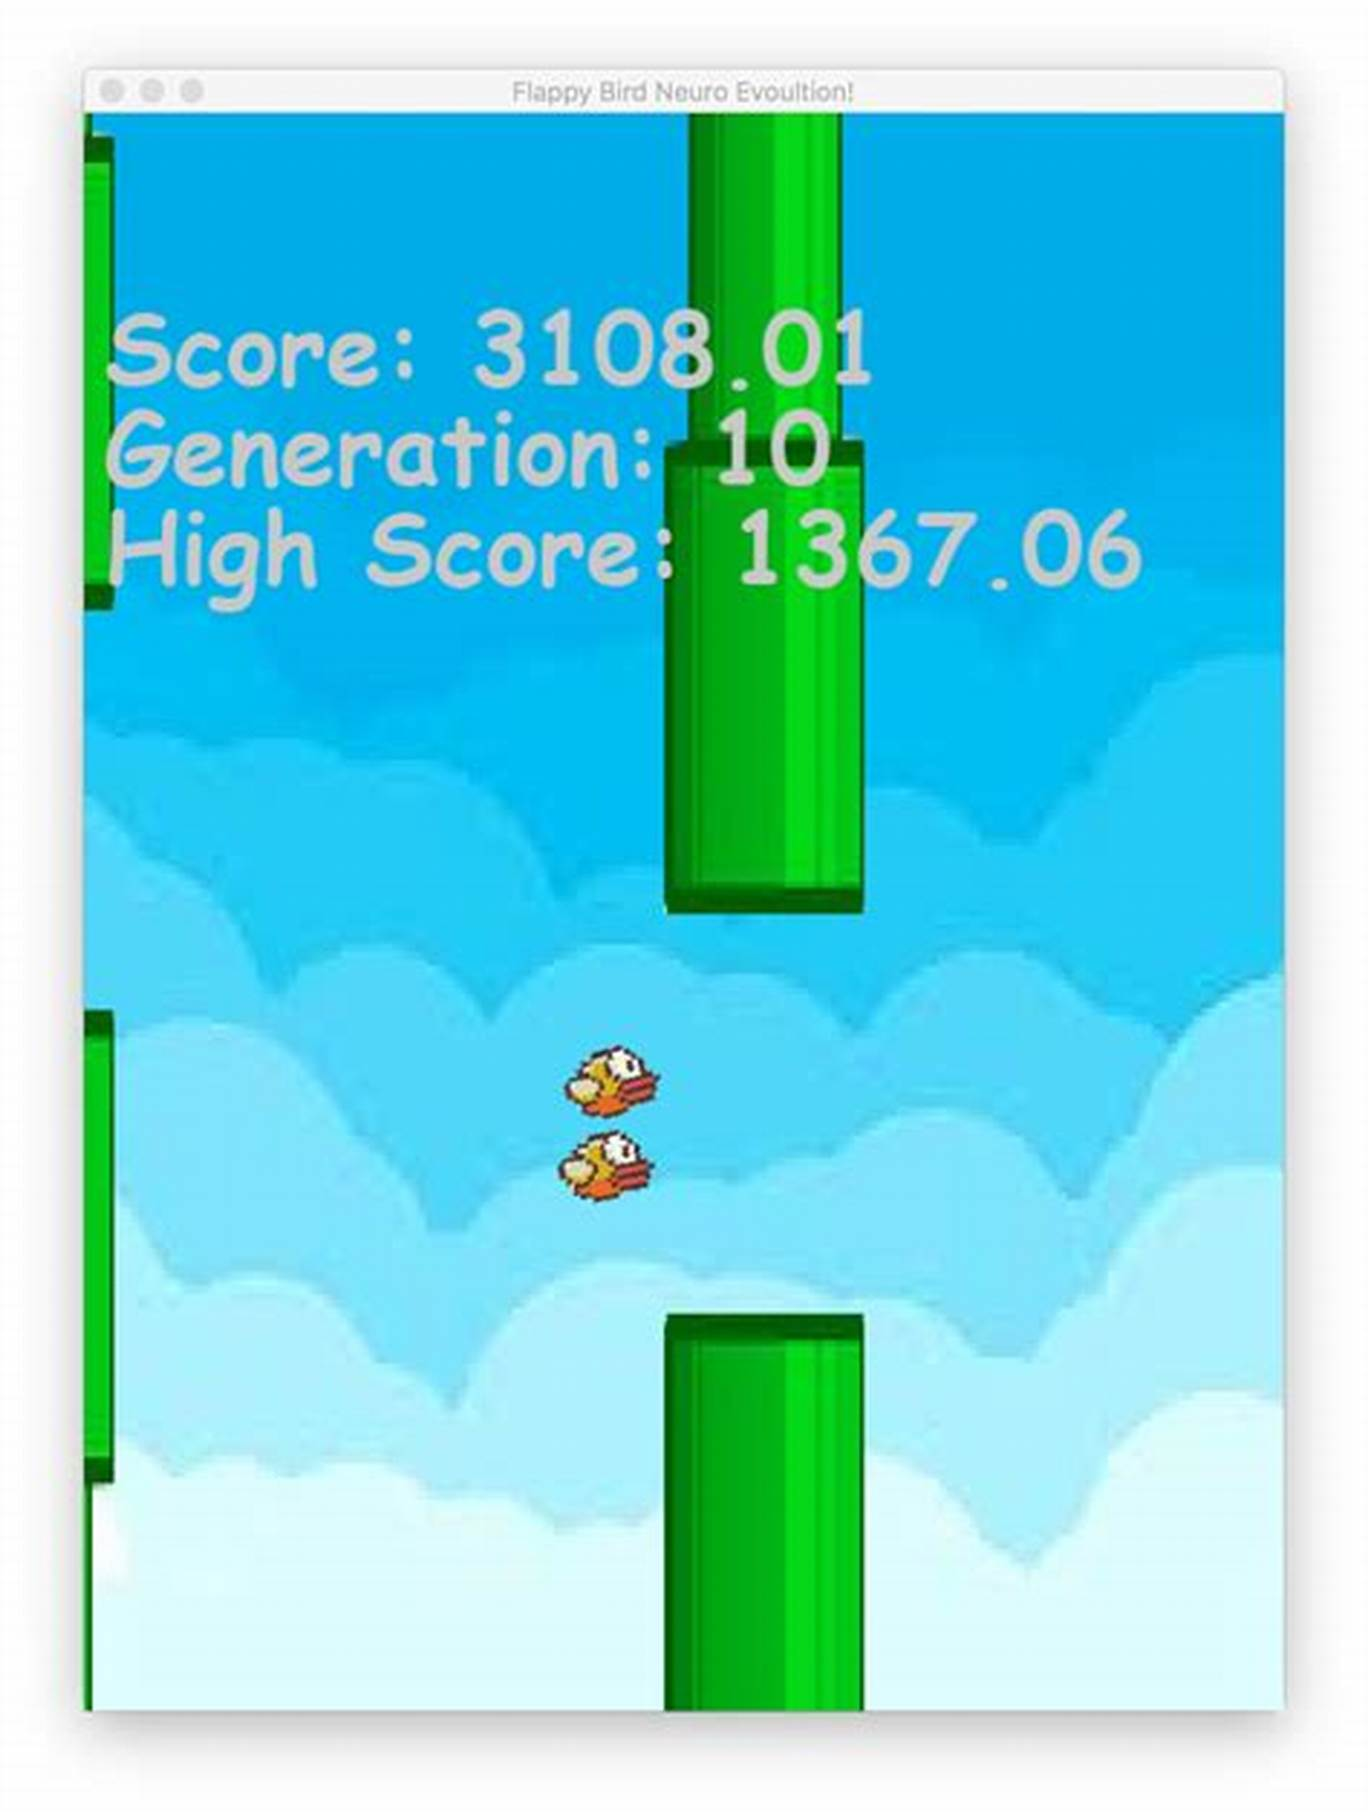 Flappy Bird Neuro Evoultion!
Score: 3108.01
Generation: 10
High Score: 1367.06